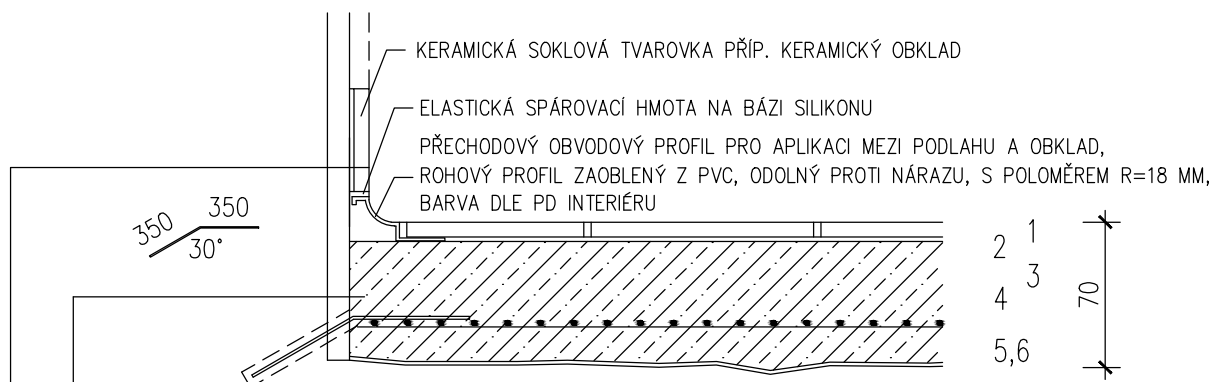 KERAMICKÁ SOKLOVÁ TVAROVKA PŘÍP. KERAMICKÝ OBKLAD
ELASTICKÁ SPÁROVACÍ HMOTA NA BÁZI SILIKONU
PŘECHODOVÝ OBVODOVÝ PROFIL PRO APLIKACI MEZI PODLAHU A OBKLAD,
ROHOVÝ PROFIL ZAOBLENÝ Z PVC, ODOLNÝ PROTI NÁRAZU, S POLOMĚREM R=18 MM,
BARVA DLE PD INTERIÉRU
350 350
30°
1
2
3
4
5,6
70